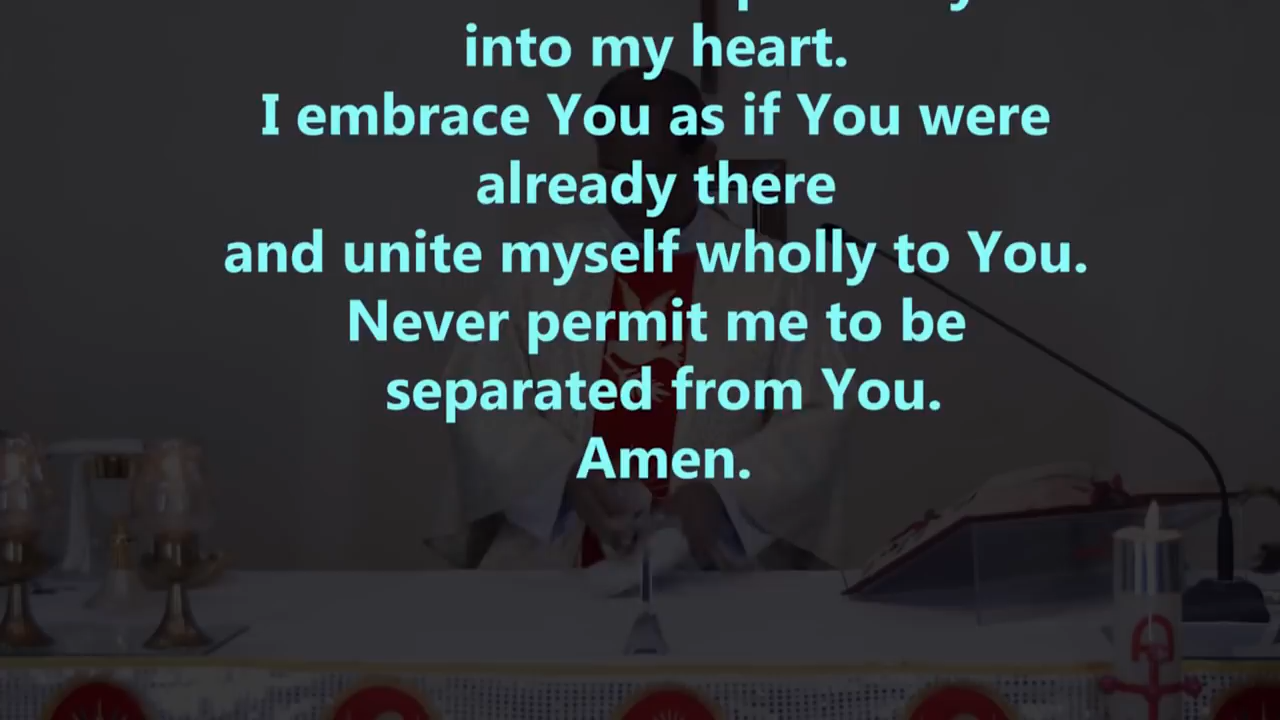 into my heart.
I embrace You as if You were
already there
and unite myself wholly to You.
Never permit me to be
separated from You.
Amen.